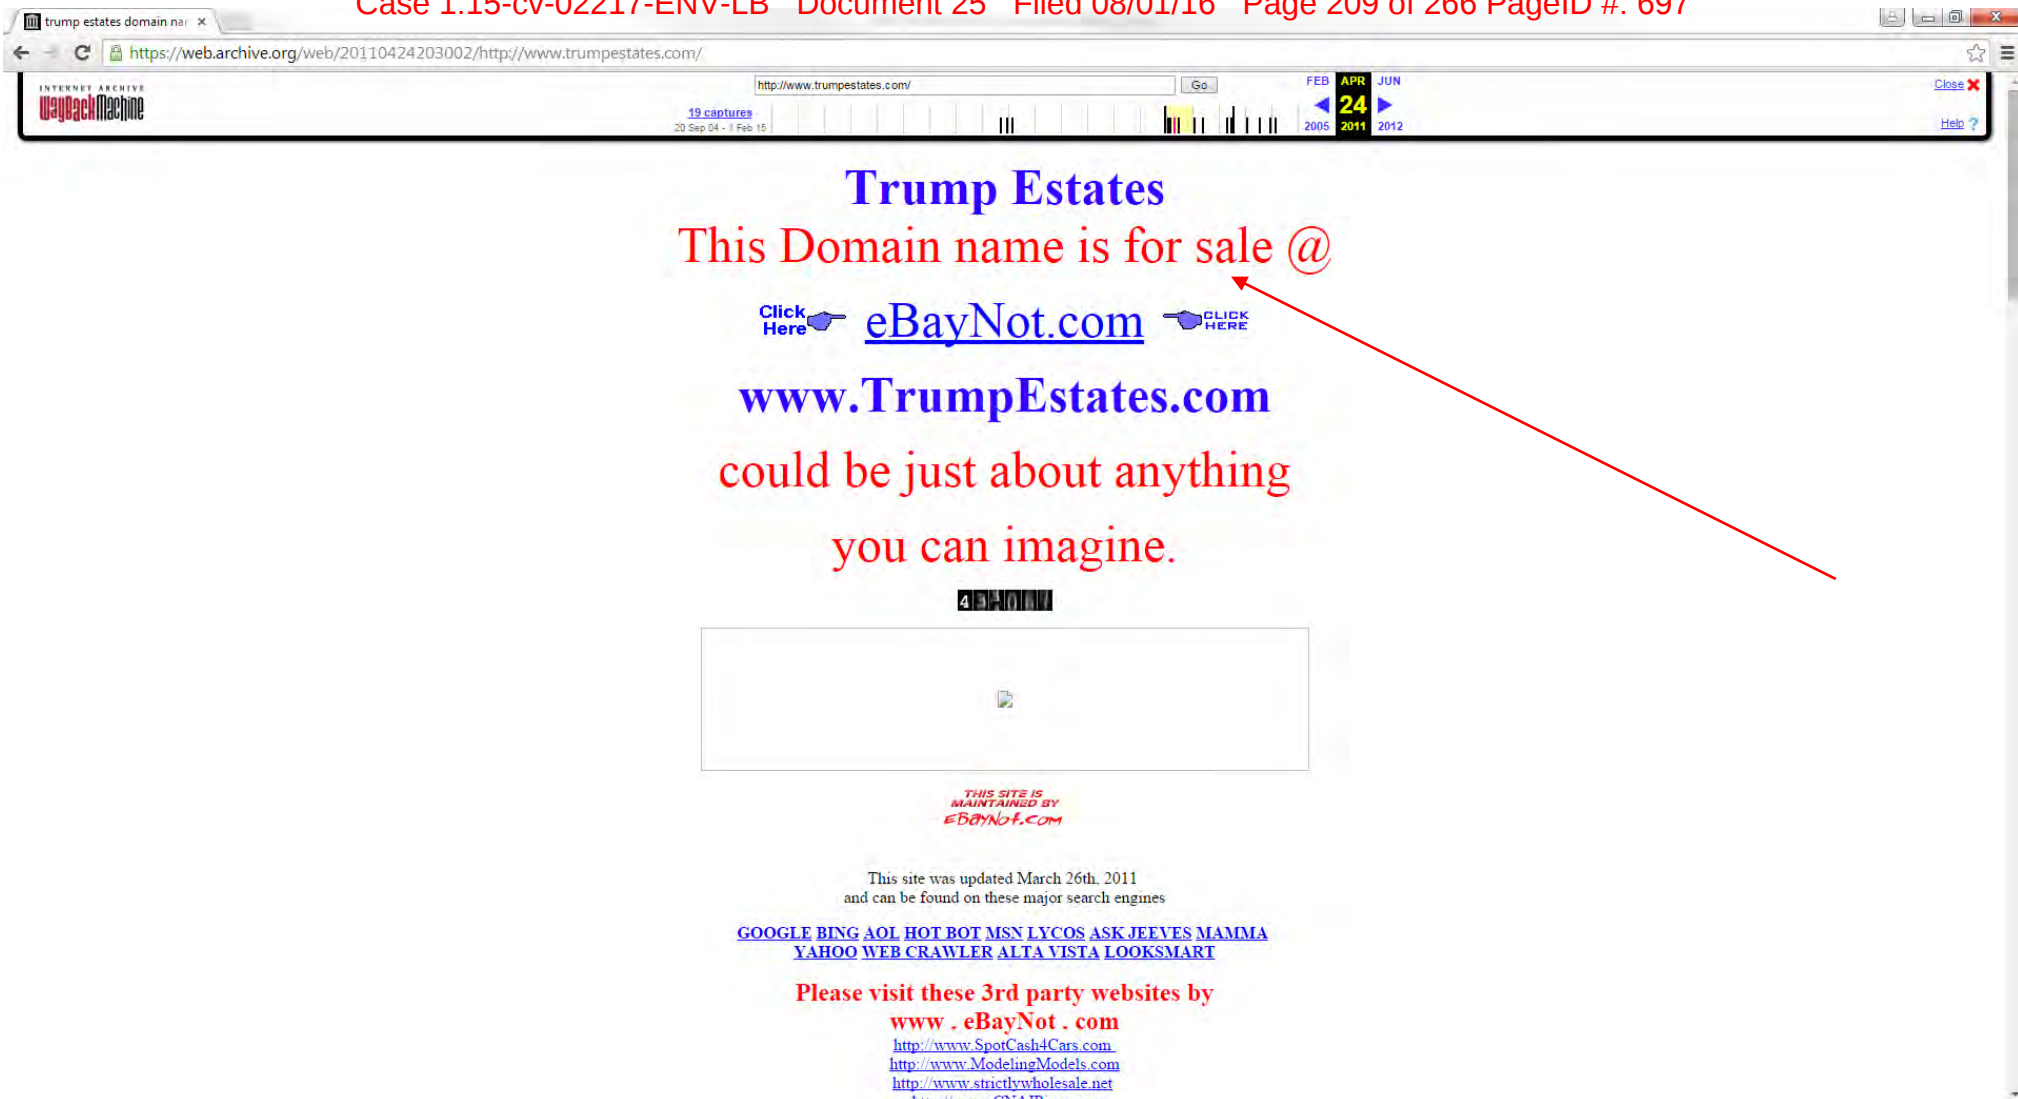 Case 1:15-cv-02217-ENV-LB Document 25 Filed 08/01/16 Page 209 of 266 PageID #: 697
trump estates domain nar
https://web.archive.org/web/20110424203002/http://www.trumpestates.com/
INTERNET ARCHIVE
WayBackMachine
http://www.trumpestates.com/
Go
FEB APR JUN
Close
19 captures
24
20 Sep 04 - 1 Feb 15
2005 2011 2012
Help ?
Trump Estates
This Domain name is for sale @
Click Here
eBayNot.com
CLICK HERE
www.TrumpEstates.com
could be just about anything
you can imagine.
THIS SITE IS
MAINTAINED BY
eBayNot.com
This site was updated March 26th, 2011
and can be found on these major search engines
GOOGLE BING AOL HOT BOT MSN LYCOS ASK JEEVES MAMMA
YAHOO WEB CRAWLER ALTA VISTA LOOKSMART
Please visit these 3rd party websites by
www . eBayNot . com
http://www.SpotCash4Cars.com
http://www.ModelingModels.com
http://www.strictlywholesale.net